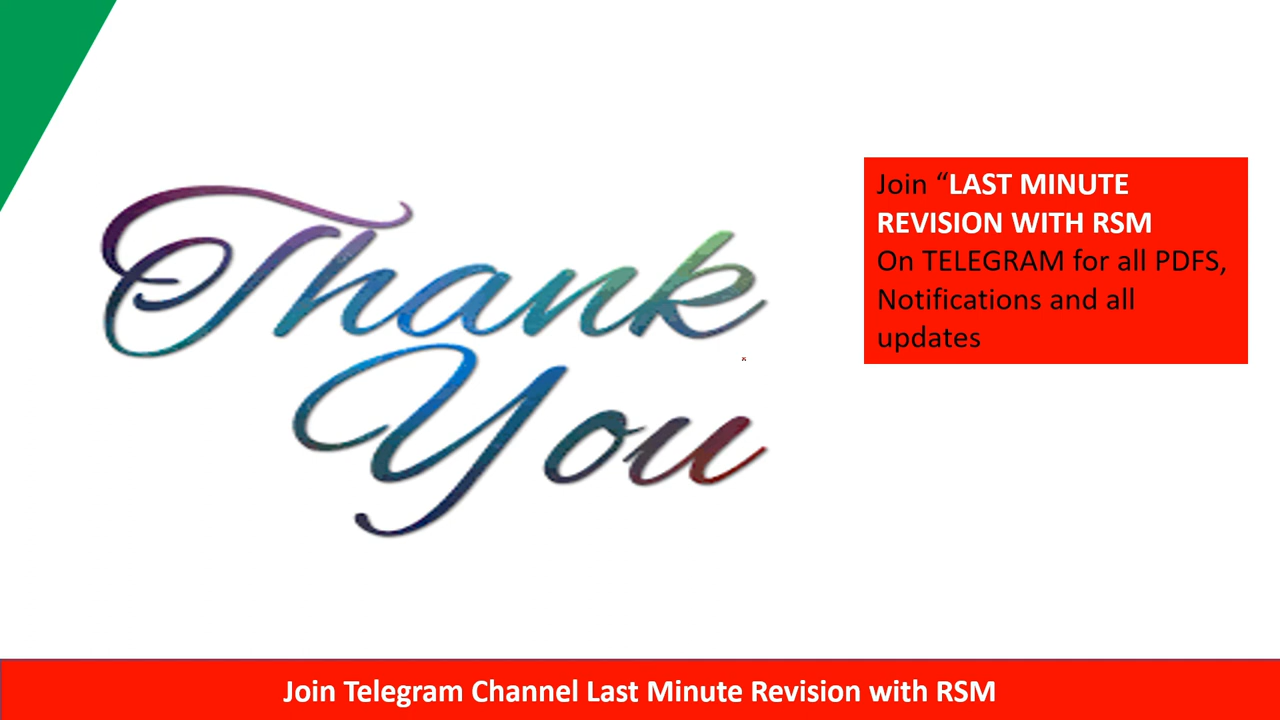 Thank
You
Join “LAST MINUTE
REVISION WITH RSM
On TELEGRAM for all PDFS,
Notifications and all
updates
Join Telegram Channel Last Minute Revision with RSM